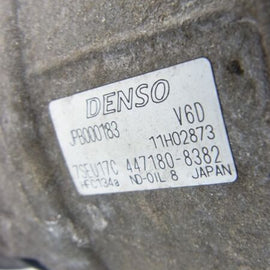 DENSO
JPB000183 V6D
11H02873
7SEU17C 447180-8382
HFC134a ND-OIL 8 JAPAN